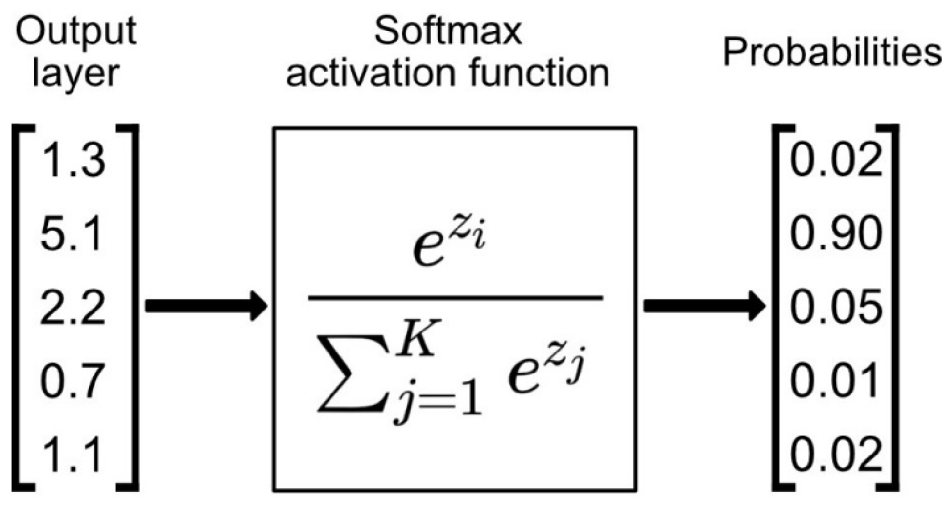 Output
layer
Softmax
activation function
Probabilities
1.3
5.1
2.2
0.7
1.1
e^{z_i}
∑_{j=1}^{K} e^{z_j}
0.02
0.90
0.05
0.01
0.02